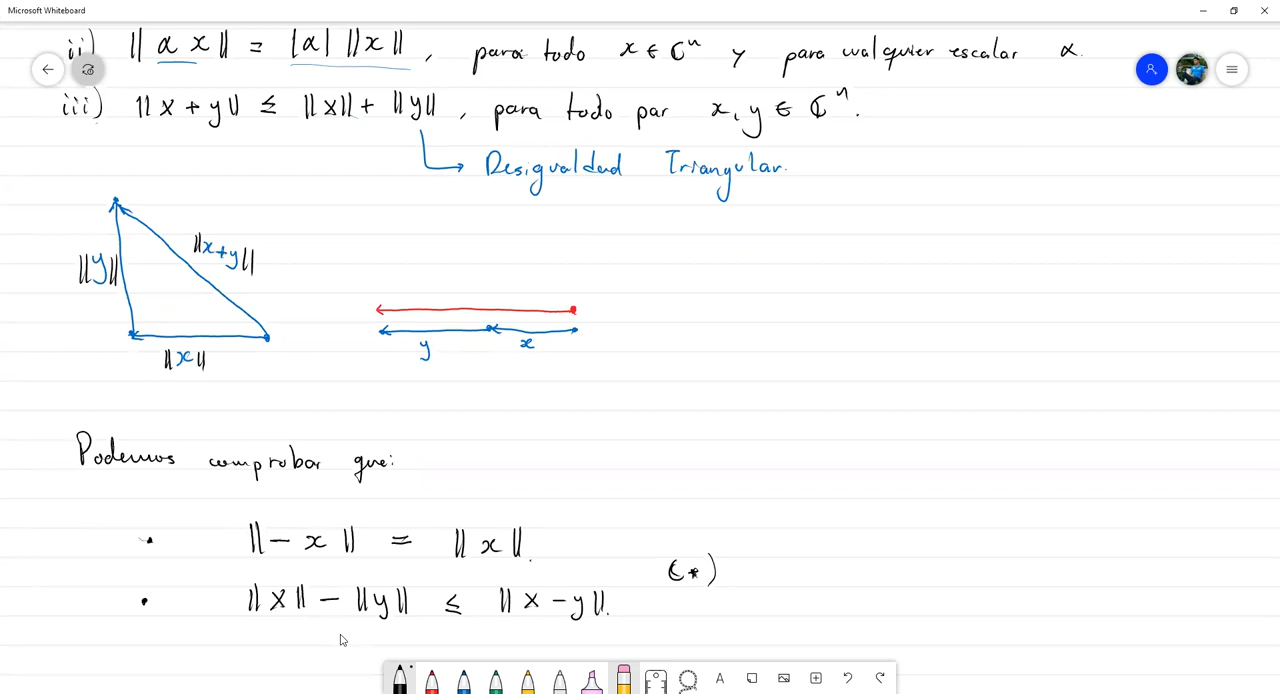 Microsoft Whiteboard
ii) ||α x|| = |α| ||x||, para todo x ∈ ℂⁿ y para cualquier escalar α.
iii) ||x + y|| ≤ ||x|| + ||y||, para todo par x, y ∈ ℂⁿ.
Desigualdad Triangular.
||y|| ||x+y||
||x||
y x
Podemos comprobar que:
• ||- x|| = ||x||.
(*)
• ||x|| - ||y|| ≤ ||x - y||.
A